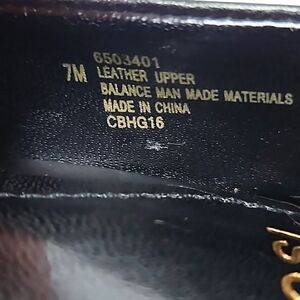 6503401
7M LEATHER UPPER
BALANCE MAN MADE MATERIALS
MADE IN CHINA
CBHG16